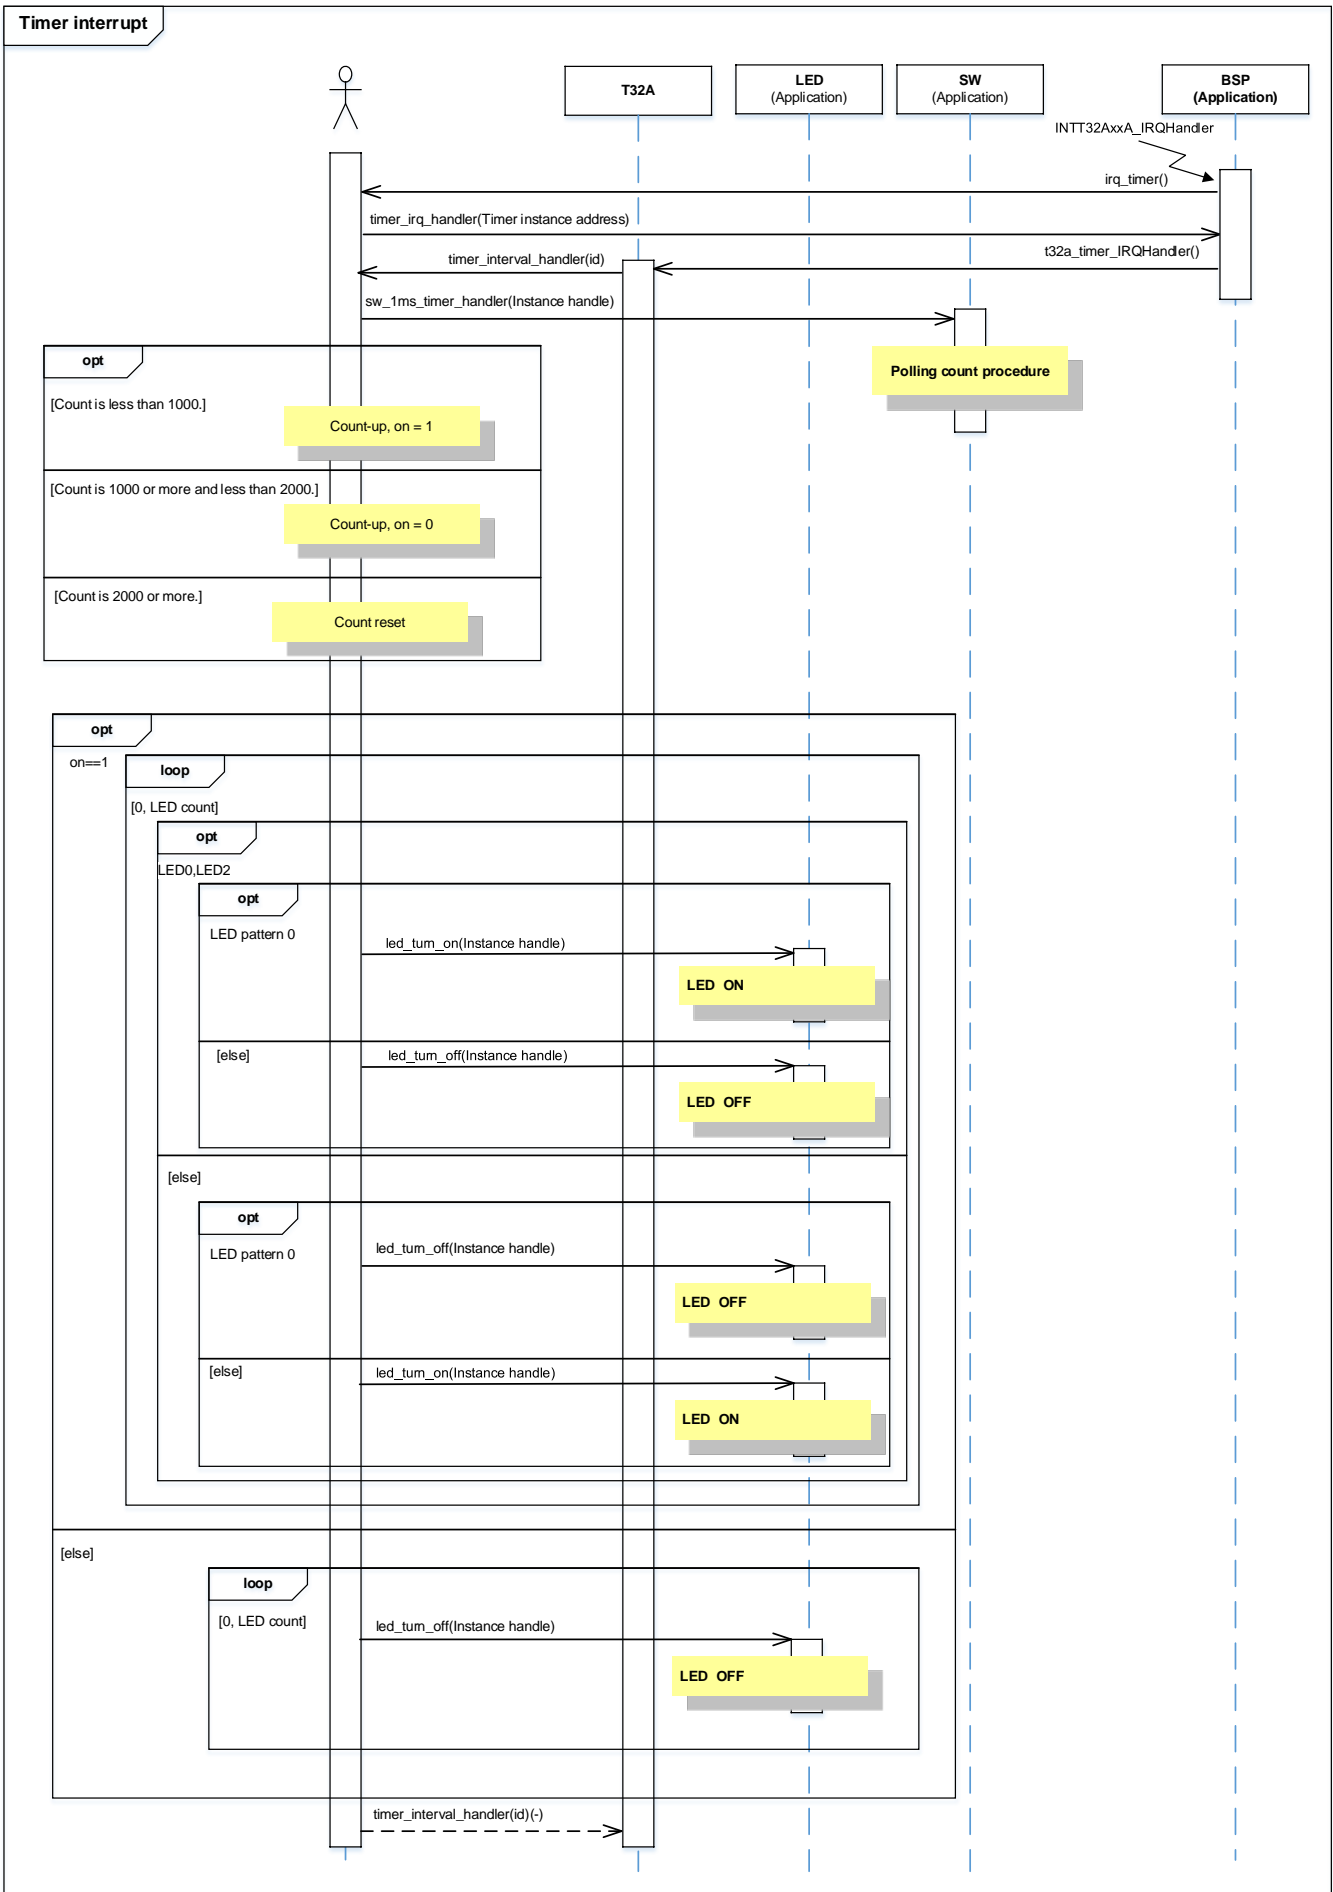 Timer interrupt
T32A
LED
(Application)
SW
(Application)
BSP
(Application)
INTT32AxxA_IRQHandler
irq_timer()
timer_irq_handler(Timer instance address)
t32a_timer_IRQHandler()
timer_interval_handler(id)
sw_1ms_timer_handler(Instance handle)
opt
Polling count procedure
[Count is less than 1000.]
Count-up, on = 1
[Count is 1000 or more and less than 2000.]
Count-up, on = 0
[Count is 2000 or more.]
Count reset
opt
on==1
loop
[0, LED count]
opt
LED0,LED2
opt
LED pattern 0
led_turn_on(Instance handle)
LED ON
[else]
led_turn_off(Instance handle)
LED OFF
[else]
opt
LED pattern 0
led_turn_off(Instance handle)
LED OFF
[else]
led_turn_on(Instance handle)
LED ON
[else]
loop
[0, LED count]
led_turn_off(Instance handle)
LED OFF
timer_interval_handler(id)(-)